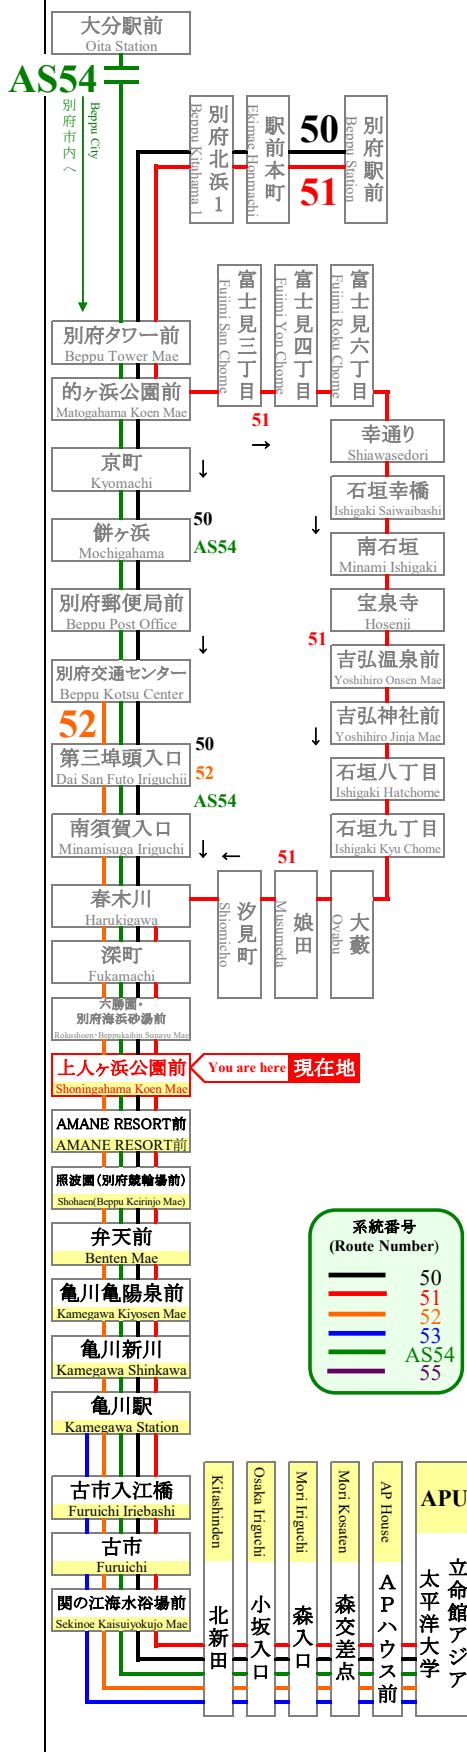 大分駅前
Oita Station
AS54
Beppu City
別府市内へ
50
51
別府北浜1
Beppu Kitahama 1
駅前本町
Ekimae Honmachi
別府駅前
Beppu Station
別府タワー前
Beppu Tower Mae
富士見三丁目
Fujimi San Chome
富士見四丁目
Fujimi Yon Chome
富士見六丁目
Fujimi Roku Chome
的ヶ浜公園前
Matogahama Koen Mae
51
→
幸通り
Shiawasedori
京町
Kyomachi
↓
石垣幸橋
Ishigaki Saiwaibashi
餅ヶ浜
Mochigahama
50
AS54
↓
南石垣
Minami Ishigaki
別府郵便局前
Beppu Post Office
↓
宝泉寺
Hosenji
51
吉弘温泉前
Yoshihiro Onsen Mae
別府交通センター
Beppu Kotsu Center
52
吉弘神社前
Yoshihiro Jinja Mae
↓
第三埠頭入口
Dai San Futo Iriguchii
50
52
AS54
石垣八丁目
Ishigaki Hatchome
南須賀入口
Minamisuga Iriguchi
↓
←
51
石垣九丁目
Ishigaki Kyu Chome
春木川
Harukigawa
汐見町
Shiomicho
娘田
Musumeda
大藪
Oyabu
深町
Fukamachi
六勝園・
別府海浜砂湯前
Rokushoen･Beppukaihin Sunayu Mae
上人ヶ浜公園前
Shoningahama Koen Mae
You are here 現在地
AMANE RESORT前
AMANE RESORT前
照波園(別府競輪場前)
Shohaen(Beppu Keirinjo Mae)
弁天前
Benten Mae
亀川亀陽泉前
Kamegawa Kiyosen Mae
亀川新川
Kamegawa Shinkawa
亀川駅
Kamegawa Station
系統番号
(Route Number)
50
51
52
53
AS54
55
古市入江橋
Furuichi Iriebashi
古市
Furuichi
関の江海水浴場前
Sekinoe Kaisuiyokujo Mae
Kitashinden
北新田
Osaka Iriguchi
小坂入口
Mori Iriguchi
森入口
Mori Kosaten
森交差点
AP House
APハウス前
APU
立命館アジア
太平洋大学